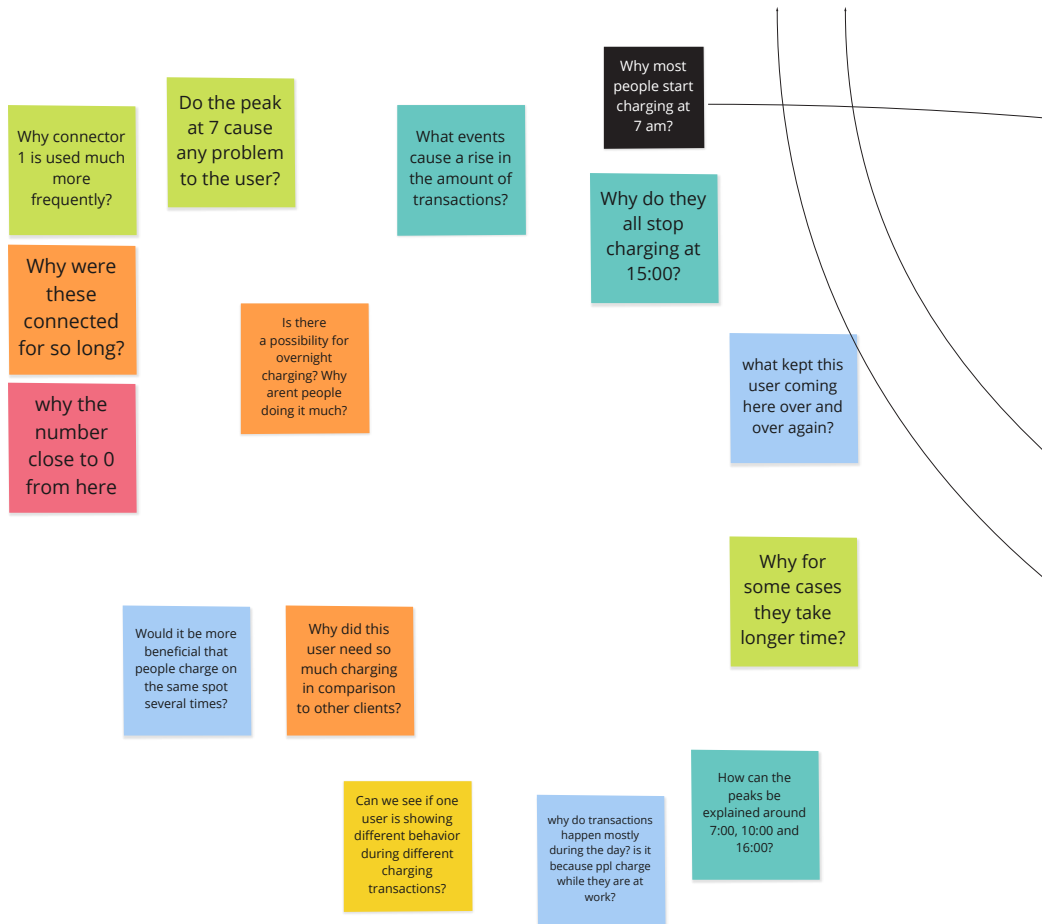 Why connector
1 is used much
more
frequently?
Do the peak
at 7 cause
any problem
to the user?
What events
cause a rise in
the amount of
transactions?
Why most
people start
charging at
7 am?
Why do they
all stop
charging at
15:00?
Why were
these
connected
for so long?
Is there
a possibility for
overnight
charging? Why
arent people
doing it much?
what kept this
user coming
here over and
over again?
why the
number
close to 0
from here
Why for
some cases
they take
longer time?
Would it be more
beneficial that
people charge on
the same spot
several times?
Why did this
user need so
much charging
in comparison
to other clients?
Can we see if one
user is showing
different behavior
during different
charging
transactions?
why do transactions
happen mostly
during the day? is it
because ppl charge
while they are at
work?
How can the
peaks be
explained around
7:00, 10:00 and
16:00?